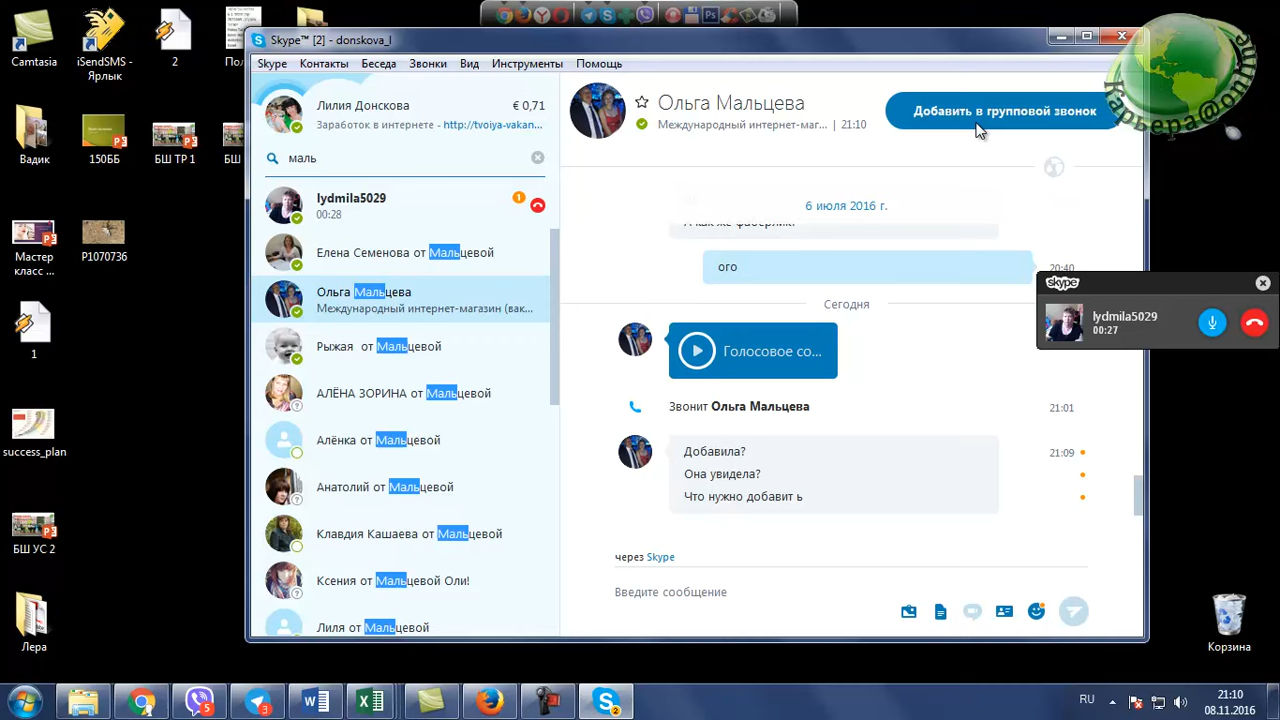 Camtasia
iSendSMS -
Ярлык
2
Вадик
150ББ
БШ ТР 1
БШ
Мастер
класс ...
P1070736
1
success_plan
БШ УС 2
Лера
Корзина
Skype™ [2] - donskova_l
Skype
Контакты
Беседа
Звонки
Вид
Инструменты
Помощь
Лилия Донскова
€ 0,71
Заработок в интернете - http://tvoiya-vakan...
маль
lydmila5029
00:28
1
Елена Семенова от Мальцевой
Ольга Мальцева
Международный интернет-магазин (вак...
Рыжая от Мальцевой
АЛЁНА ЗОРИНА от Мальцевой
Алёнка от Мальцевой
Анатолий от Мальцевой
Клавдия Кашаева от Мальцевой
Ксения от Мальцевой Оли!
Лиля от Мальцевой
Ольга Мальцева
Международный интернет-маг... | 21:10
Добавить в групповой звонок
6 июля 2016 г.
ого
20:40
Сегодня
Голосовое со...
Звонит Ольга Мальцева
21:01
Добавила?
21:09
Она увидела?
Что нужно добавит ь
через Skype
Введите сообщение
skype
lydmila5029
00:27
5
3
2
RU
21:10
08.11.2016